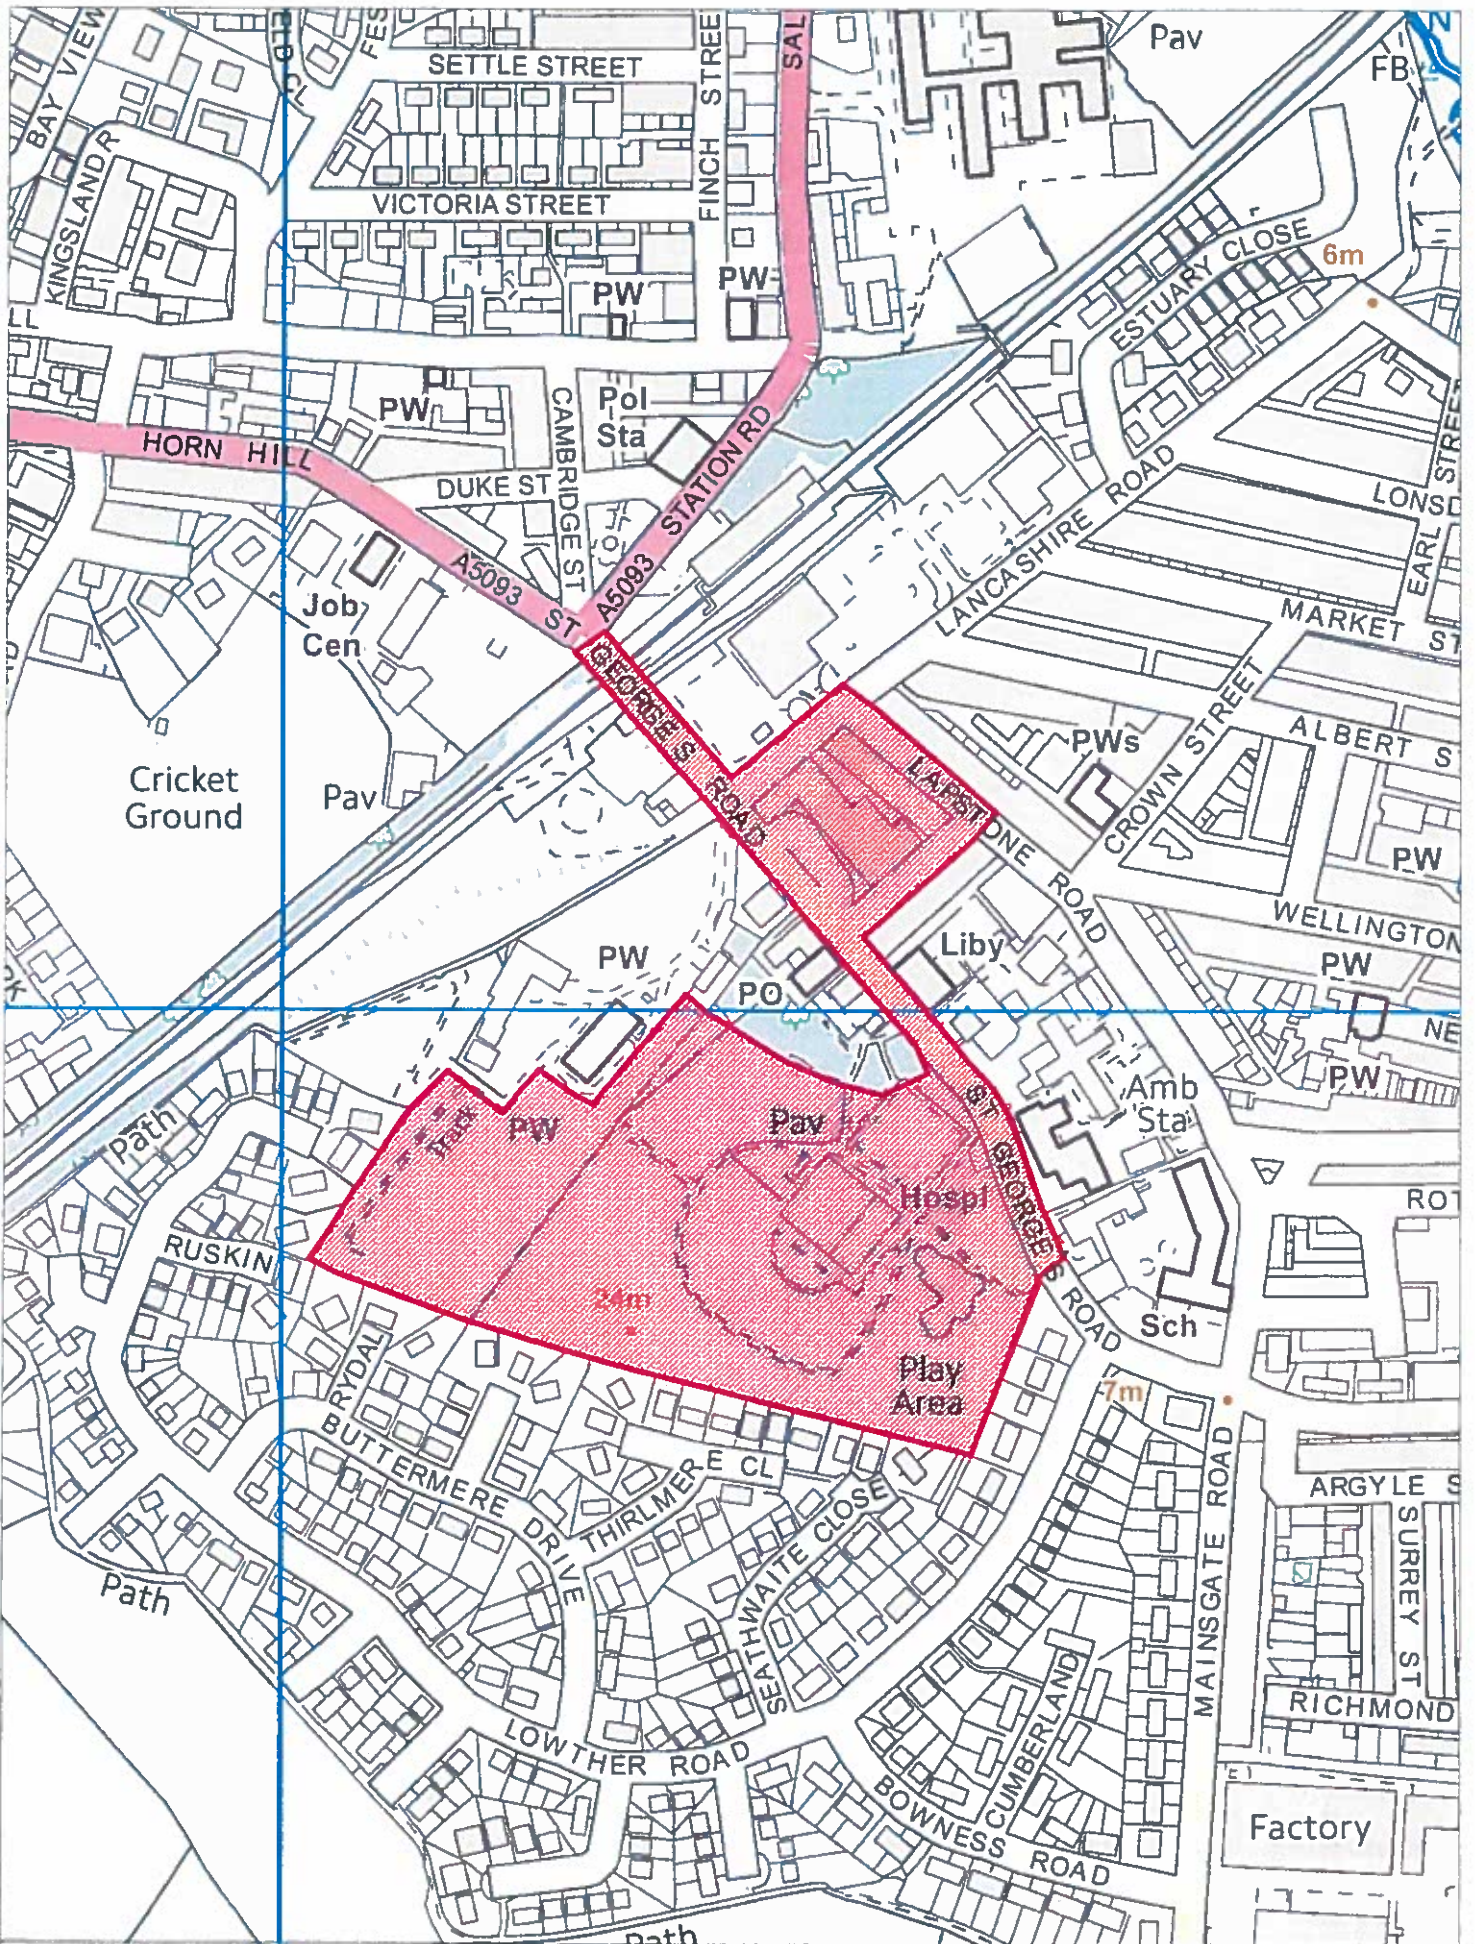 Pav
N
SAL
FES
BAY VIEW
FB
SETTLE STREET
FINCH STREE
KINGSLAND R
VICTORIA STREET
ESTUARY CLOSE
6m
PW
PW
PW
Pol
Sta
CAMBRIDGE ST
HORN HILL
DUKE ST
STATION RD
A5093
A5093
ST
GEORGE'S ROAD
LANCASHIRE ROAD
LONSD
EARL
STREE
MARKET ST
ALBERT S
Job
Cen
Cricket
Ground
Pav
PWs
CROWN STREET
LAPSTONE ROAD
PW
WELLINGTON
PW
NE
PW
Liby
PW
PO
Amb
Sta
Path
Track
PW
Pav
Hospl
ST GEORGE'S ROAD
ROT
RUSKIN
24m
Sch
Play
Area
7m
RYDAL
BUTTERMERE DRIVE
THIRLMERE CL
SEATHWAITE CLOSE
MAINSGATE ROAD
ARGYLE S
SURREY ST
RICHMOND
Path
LOWTHER ROAD
CUMBERLAND
BOWNESS ROAD
Factory
Path